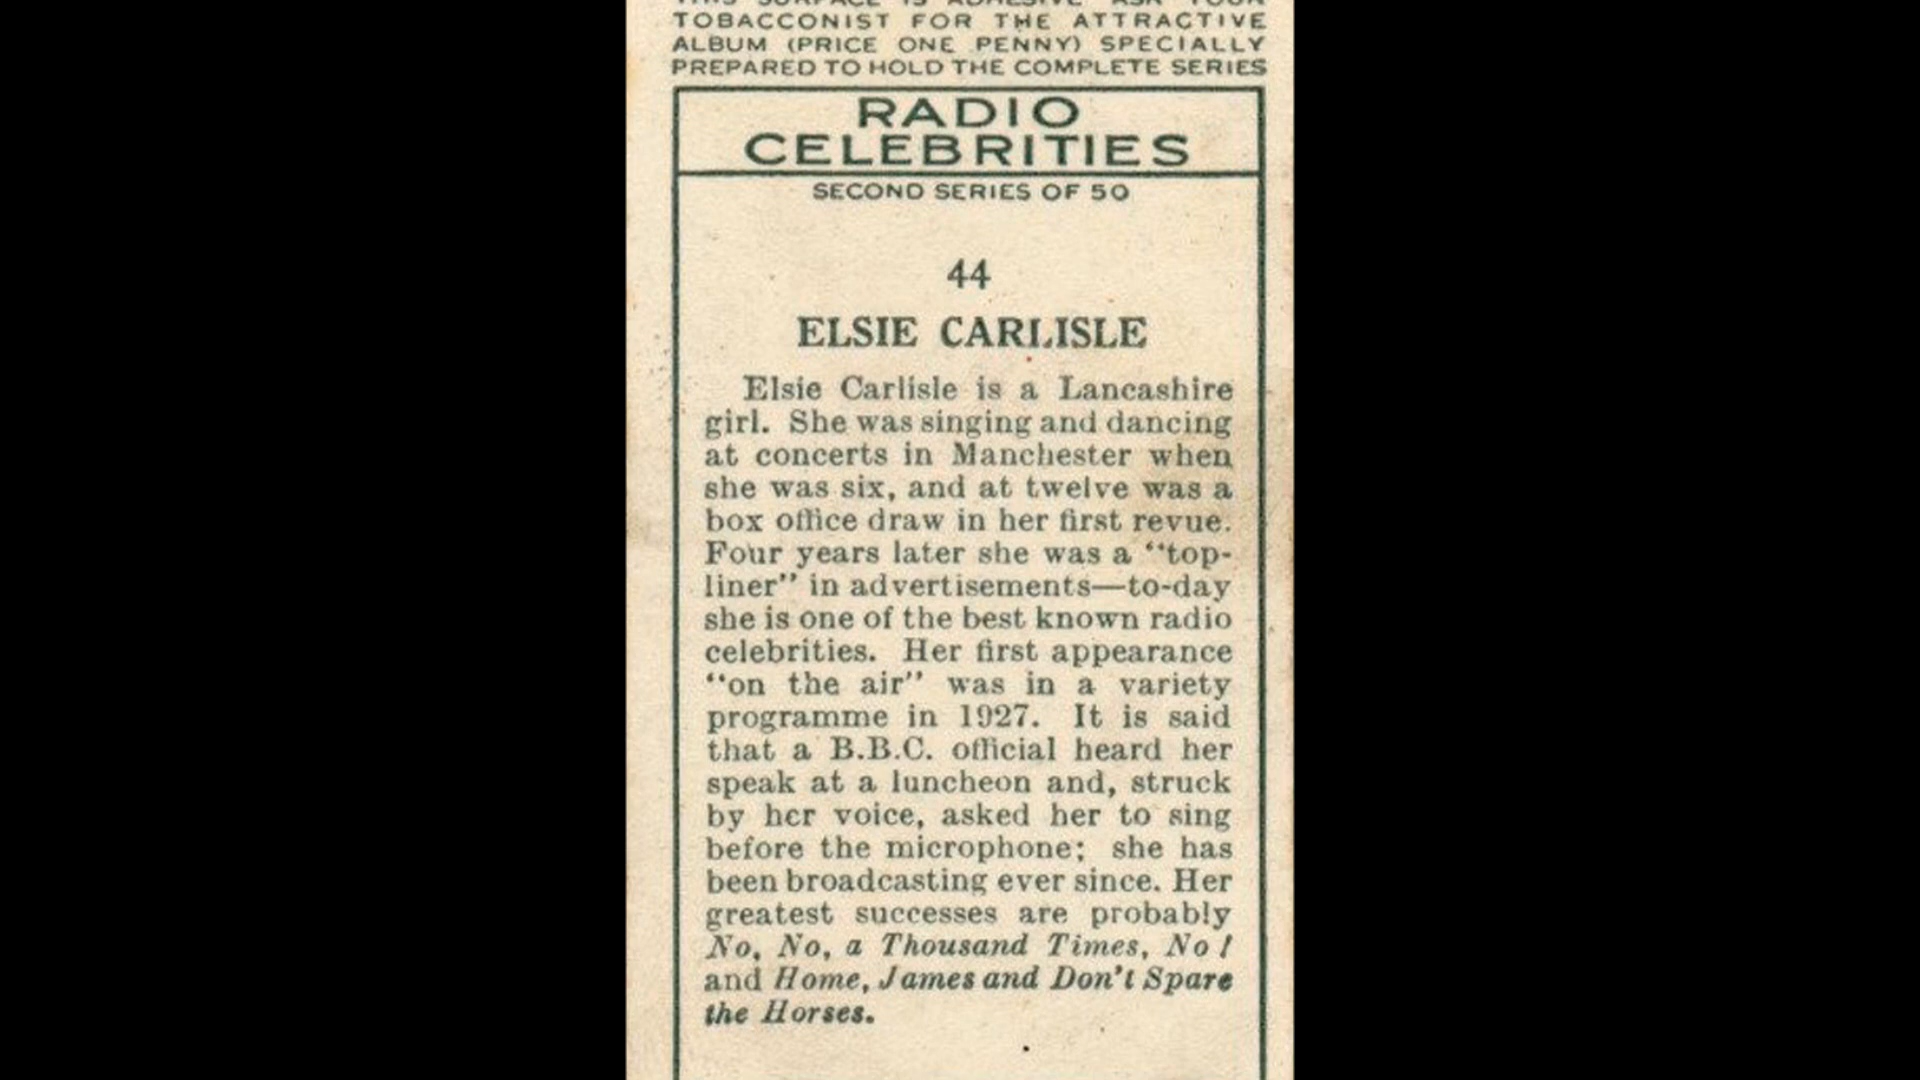 THIS SURFACE IS ADHESIVE ASK YOUR
TOBACCONIST FOR THE ATTRACTIVE
ALBUM (PRICE ONE PENNY) SPECIALLY
PREPARED TO HOLD THE COMPLETE SERIES
RADIO
CELEBRITIES
SECOND SERIES OF 50
44
ELSIE CARLISLE
Elsie Carlisle is a Lancashire
girl. She was singing and dancing
at concerts in Manchester when
she was six, and at twelve was a
box office draw in her first revue.
Four years later she was a "top-
liner" in advertisements—to-day
she is one of the best known radio
celebrities. Her first appearance
"on the air" was in a variety
programme in 1927. It is said
that a B.B.C. official heard her
speak at a luncheon and, struck
by her voice, asked her to sing
before the microphone; she has
been broadcasting ever since. Her
greatest successes are probably
No, No, a Thousand Times, No!
and Home, James and Don't Spare
the Horses.